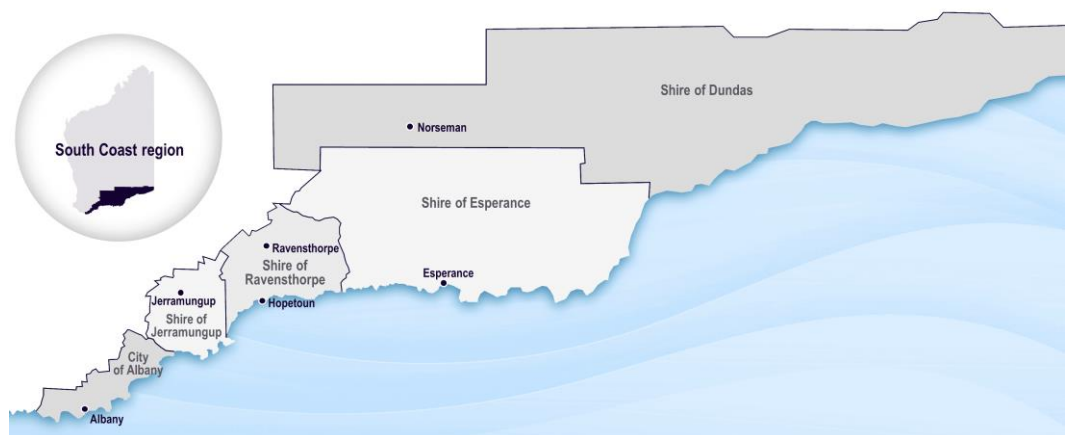 South Coast region
Shire of Dundas
Norseman
Shire of Esperance
Ravensthorpe
Shire of
Ravensthorpe
Esperance
Jerramungup
Hopetoun
Shire of
Jerramungup
City
of Albany
Albany